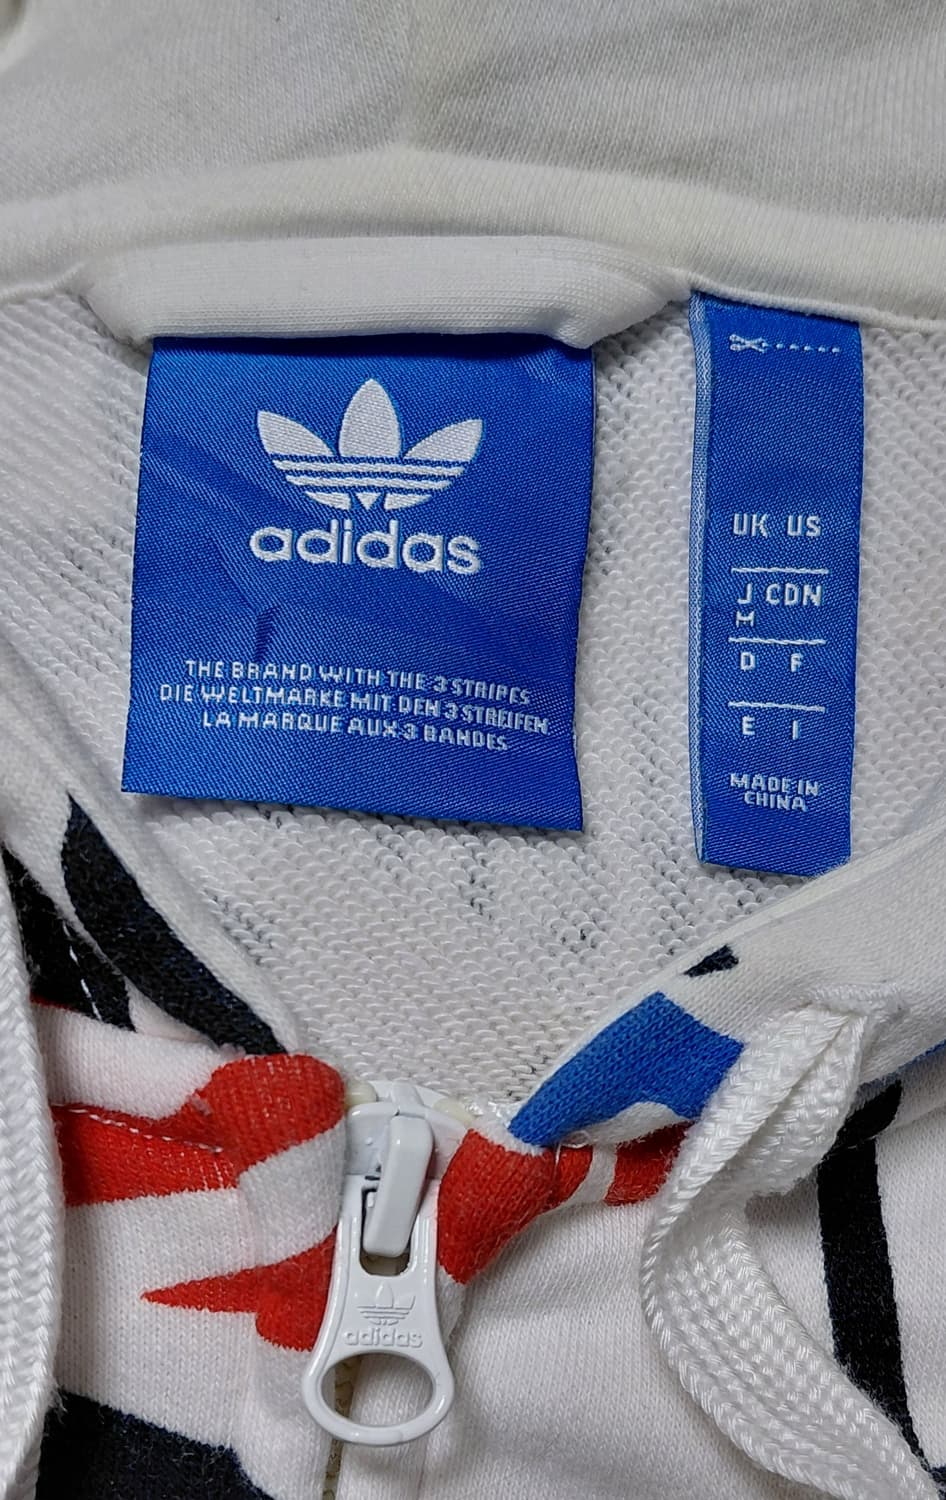 adidas
THE BRAND WITH THE 3 STRIPES
DIE WELTMARKE MIT DEN 3 STREIFEN
LA MARQUE AUX 3 BANDES
UK US
J CDN
M
D F
E I
MADE IN
CHINA
adidas